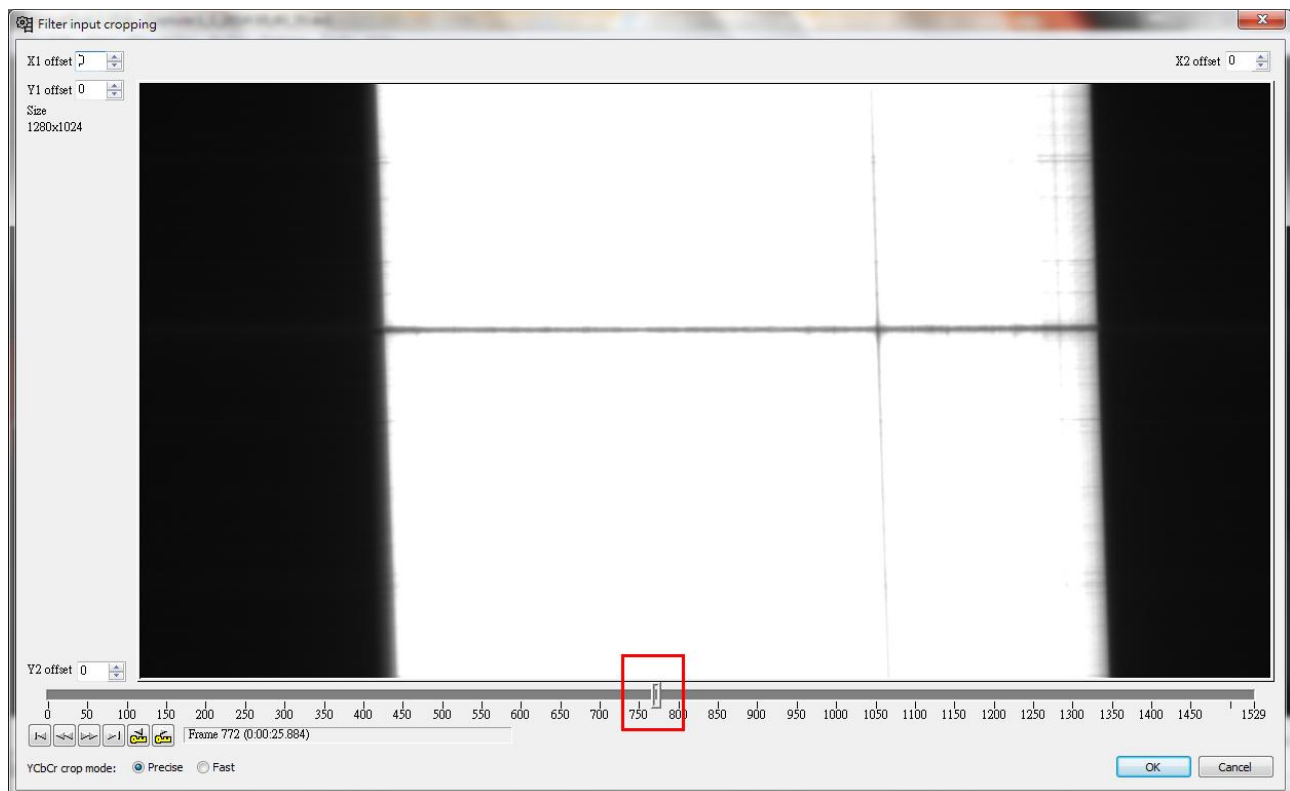 Filter input cropping
X1 offset
X2 offset 0
Y1 offset 0
Size
1280x1024
Y2 offset 0
0 50 100 150 200 250 300 350 400 450 500 550 600 650 700 750 800 850 900 950 1000 1050 1100 1150 1200 1250 1300 1350 1400 1450 1529
Frame 772 (0:00:25.884)
YCbCr crop mode: Precise Fast
OK Cancel